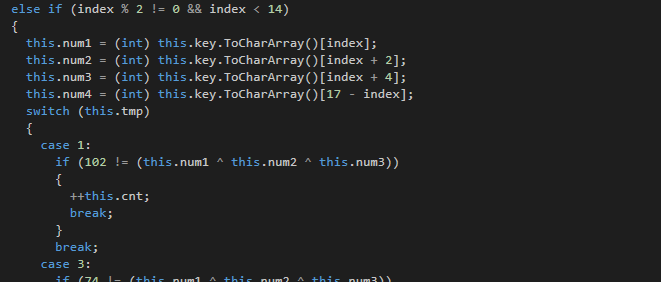 else if (index % 2 != 0 && index < 14)
{
this.num1 = (int) this.key.ToCharArray()[index];
this.num2 = (int) this.key.ToCharArray()[index + 2];
this.num3 = (int) this.key.ToCharArray()[index + 4];
this.num4 = (int) this.key.ToCharArray()[17 - index];
switch (this.tmp)
{
case 1:
if (102 != (this.num1 ^ this.num2 ^ this.num3))
{
++this.cnt;
break;
}
break;
case 3:
if (74 != (this.num1 ^ this.num2 ^ this.num3))